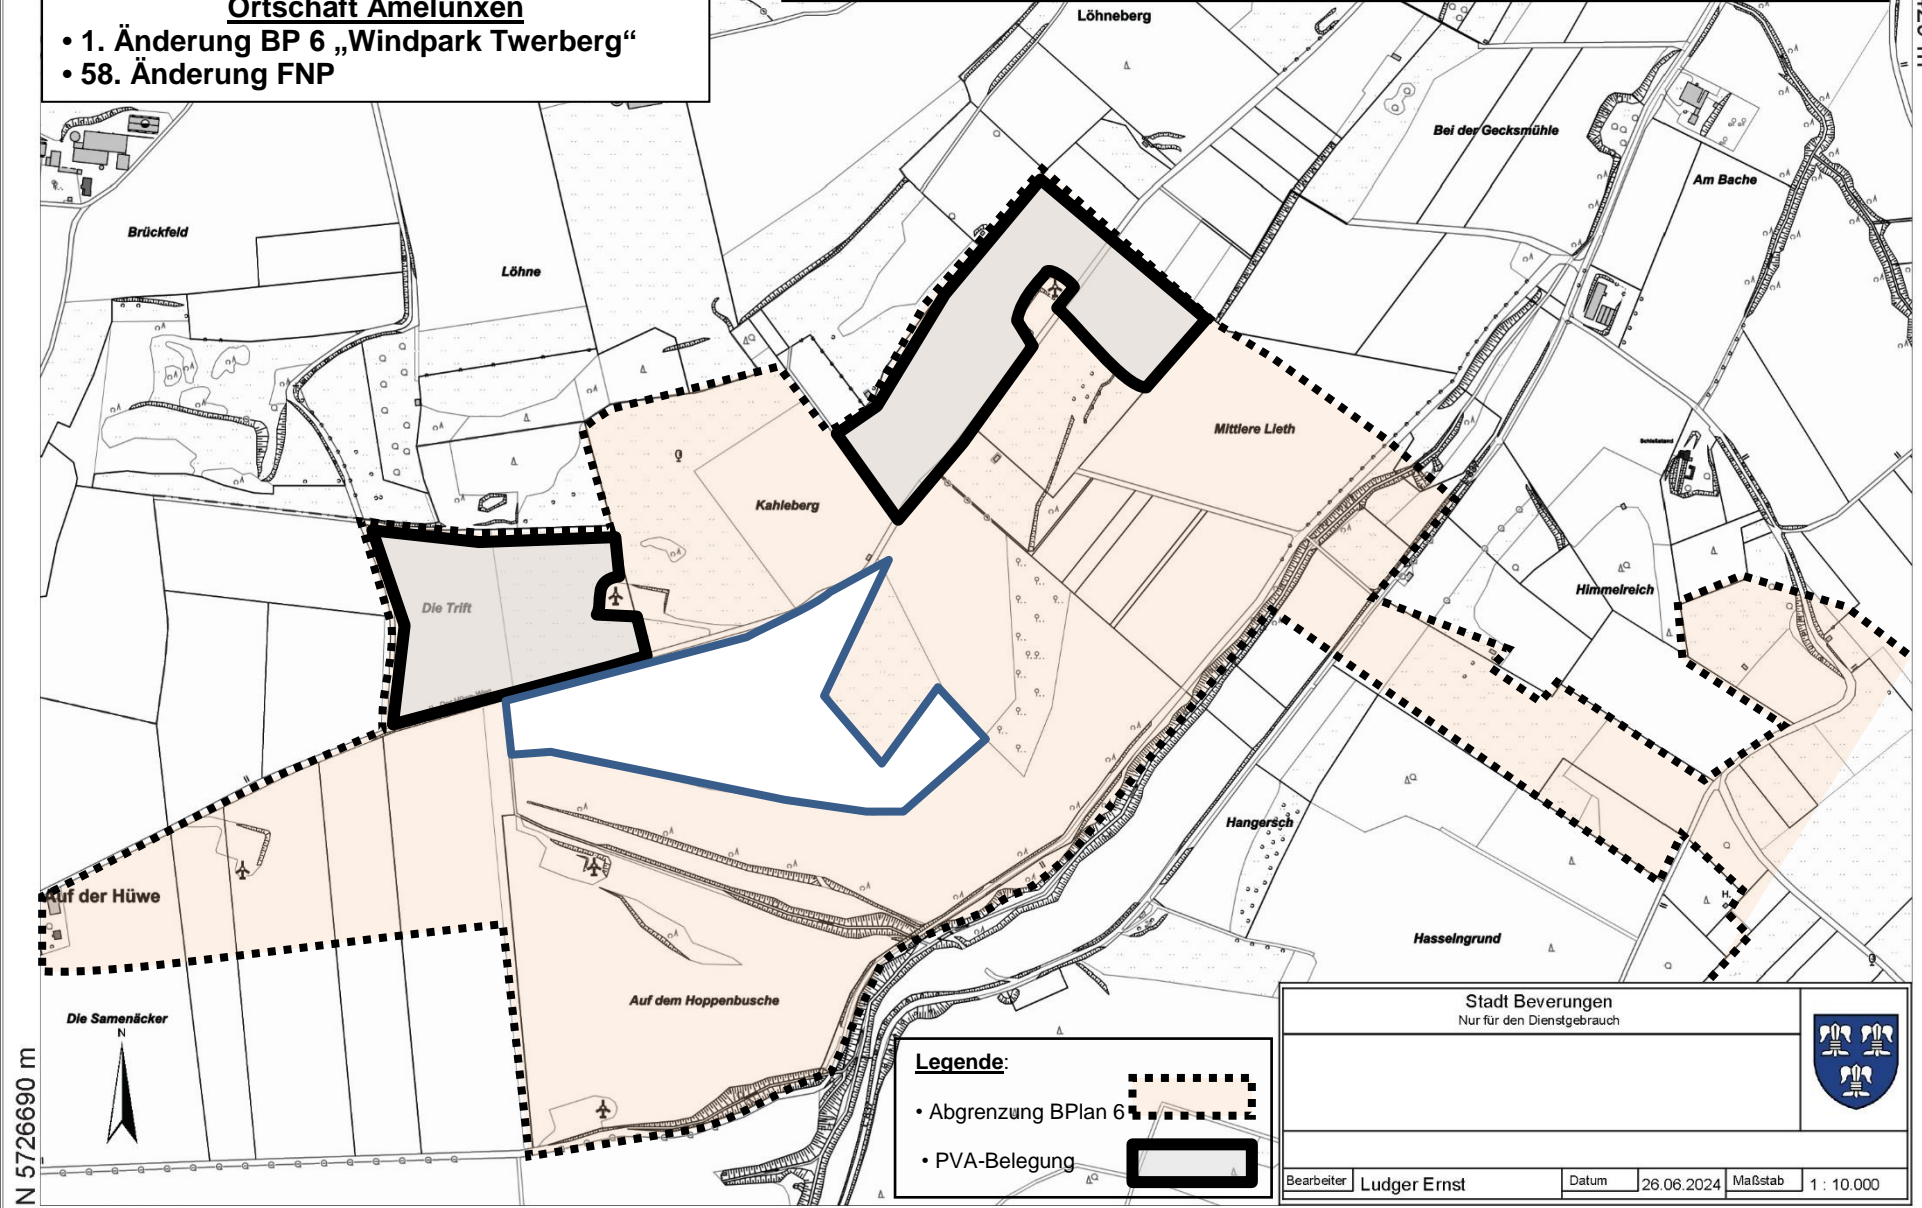 Ortschaft Amelunxen
• 1. Änderung BP 6 „Windpark Twerberg“
• 58. Änderung FNP
Löhneberg
Bei der Gecksmühle
Am Bache
Brückfeld
Löhne
Mittlere Lieth
Kahleberg
Die Trift
Himmelreich
Hangersch
Auf der Hüwe
Hasselngrund
H.
Auf dem Hoppenbusche
Die Samenäcker
N
N 5726690 m
Legende:
• Abgrenzung BPlan 6
• PVA-Belegung
Stadt Beverungen
Nur für den Dienstgebrauch
Bearbeiter Ludger Ernst Datum 26.06.2024 Maßstab 1 : 10.000